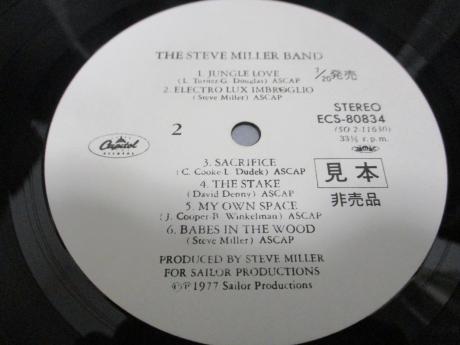 THE STEVE MILLER BAND
1. JUNGLE LOVE
(L. Turner-G. Douglas) ASCAP
2. ELECTRO LUX IMBROGLIO
(Steve Miller) ASCAP
7/20発売
STEREO
ECS-80834
(SO 2-11630)
33⅓ r.p.m.
2
Capitol
RECORDS
3. SACRIFICE
(C. Cooke-L. Dudek) ASCAP
4. THE STAKE
(David Denny) ASCAP
5. MY OWN SPACE
(J. Cooper-B. Winkelman) ASCAP
6. BABES IN THE WOOD
(Steve Miller) ASCAP
見本
非売品
PRODUCED BY STEVE MILLER
FOR SAILOR PRODUCTIONS
©℗ 1977 Sailor Productions